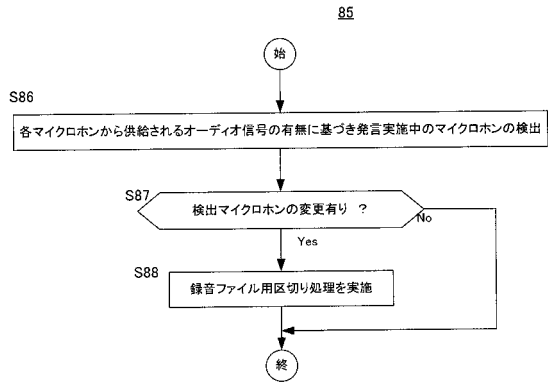 85
始
S86
各マイクロホンから供給されるオーディオ信号の有無に基づき発言実施中のマイクロホンの検出
S87
検出マイクロホンの変更有り ?
No
Yes
S88
録音ファイル用区切り処理を実施
終